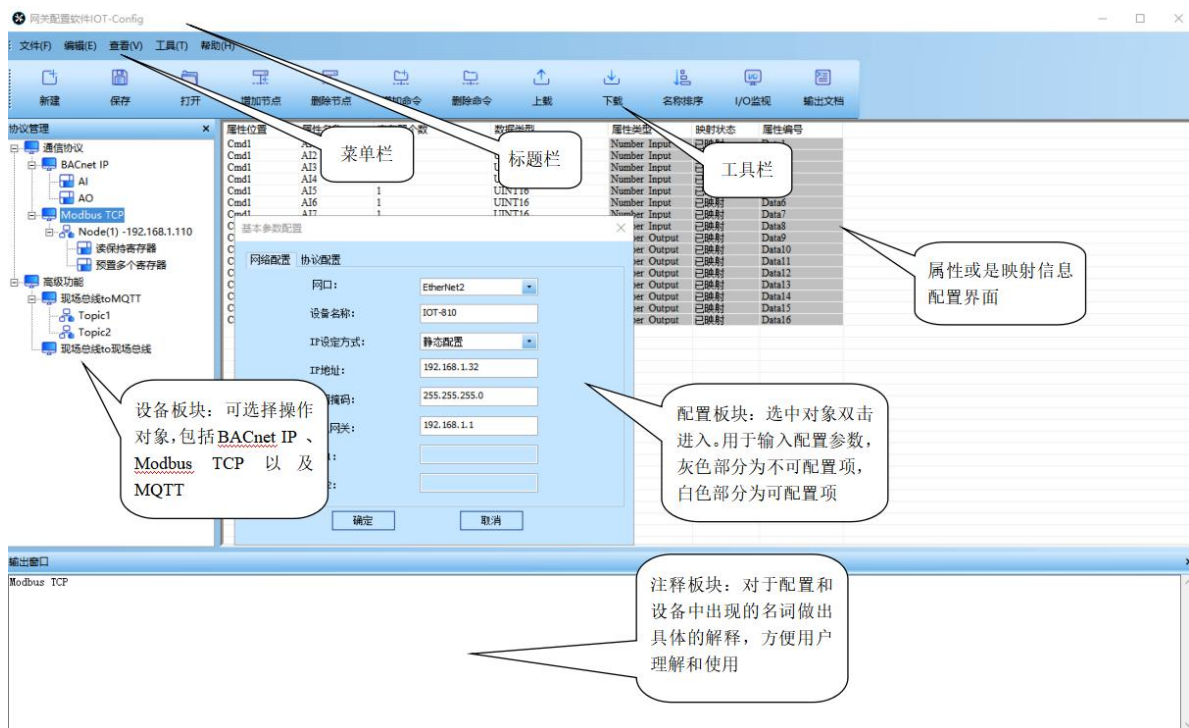 网关配置软件IOT-Config
文件(F) 编辑(E) 查看(V) 工具(T) 帮助(H)
新建 保存 打开 增加节点 删除节点 增加命令 删除命令 上载 下载 名称排序 I/O监视 输出文档
协议管理
通信协议
BACnet IP
AI
AO
Modbus TCP
Node(1) -192.168.1.110
读保持寄存器
预置多个寄存器
高级功能
现场总线toMQTT
Topic1
Topic2
现场总线to现场总线
属性位置 数据类型 属性类型 映射状态 属性编号
Cmd1 Number Input 已映射
Cmd1 AI2 Number Input
Cmd1 AI3 Number Input
Cmd1 AI4 Number Input
Cmd1 AI5 1 UINT16 Number Input
Cmd1 AI6 1 UINT16 Number Input 已映射 Data6
Cmd1 AI7 1 UINT16 Number Input 已映射 Data7
Input 已映射 Data8
Output 已映射 Data9
Output 已映射 Data10
Output 已映射 Data11
Output 已映射 Data12
Output 已映射 Data13
Output 已映射 Data14
Output 已映射 Data15
Output 已映射 Data16
菜单栏
标题栏
工具栏
属性或是映射信息
配置界面
基本参数配置
网络配置 协议配置
网口: EtherNet2
设备名称: IOT-810
IP设定方式: 静态配置
IP地址: 192.168.1.32
掩码: 255.255.255.0
网关: 192.168.1.1
确定 取消
设备板块：可选择操作
对象,包括BACnet IP 、
Modbus TCP 以及
MQTT
配置板块：选中对象双击
进入。用于输入配置参数，
灰色部分为不可配置项，
白色部分为可配置项
输出窗口
Modbus TCP
注释板块：对于配置和
设备中出现的名词做出
具体的解释，方便用户
理解和使用